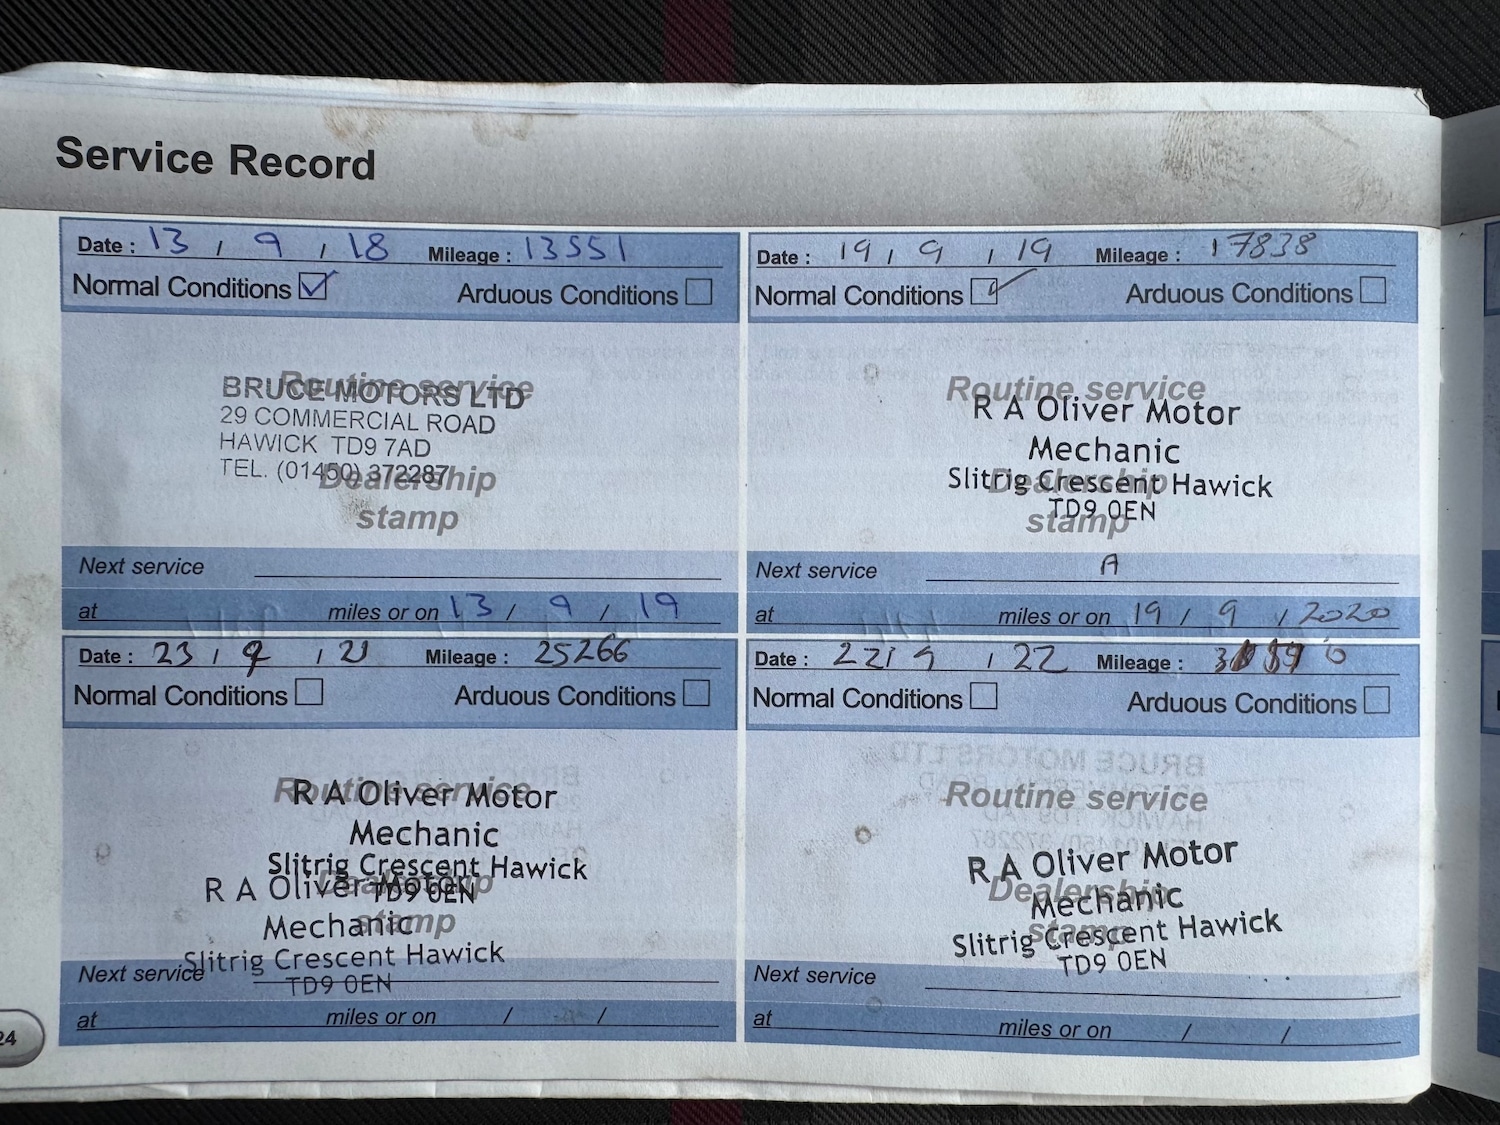 Service Record
Date : 13 / 9 / 18 Mileage : 13551
Normal Conditions Arduous Conditions
Routine service
BRUCE MOTORS LTD
29 COMMERCIAL ROAD
HAWICK TD9 7AD
TEL. (01450) 372287
Dealership
stamp
Next service
at miles or on 13 / 9 / 19
Date : 19 / 9 / 19 Mileage : 17838
Normal Conditions Arduous Conditions
Routine service
R A Oliver Motor
Mechanic
Slitrig Crescent Hawick
Dealership
TD9 0EN
stamp
Next service A
at miles or on 19 / 9 / 2020
Date : 23 / 9 / 21 Mileage : 25266
Normal Conditions Arduous Conditions
Routine service
R A Oliver Motor
Mechanic
Slitrig Crescent Hawick
TD9 0EN
Dealership
R A Oliver Motor
stamp
Mechanic
Slitrig Crescent Hawick
TD9 0EN
Next service
at miles or on / /
Date : 22 / 9 / 22 Mileage :
Normal Conditions Arduous Conditions
Routine service
R A Oliver Motor
Dealership
Mechanic
stamp
Slitrig Crescent Hawick
TD9 0EN
Next service
at miles or on / /
24